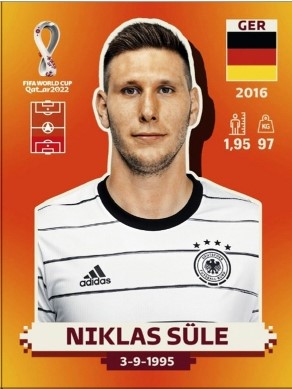 GER
FIFA WORLD CUP
Qatar2022
2016
1,95 97
KG
adidas
NIKLAS SÜLE
3-9-1995